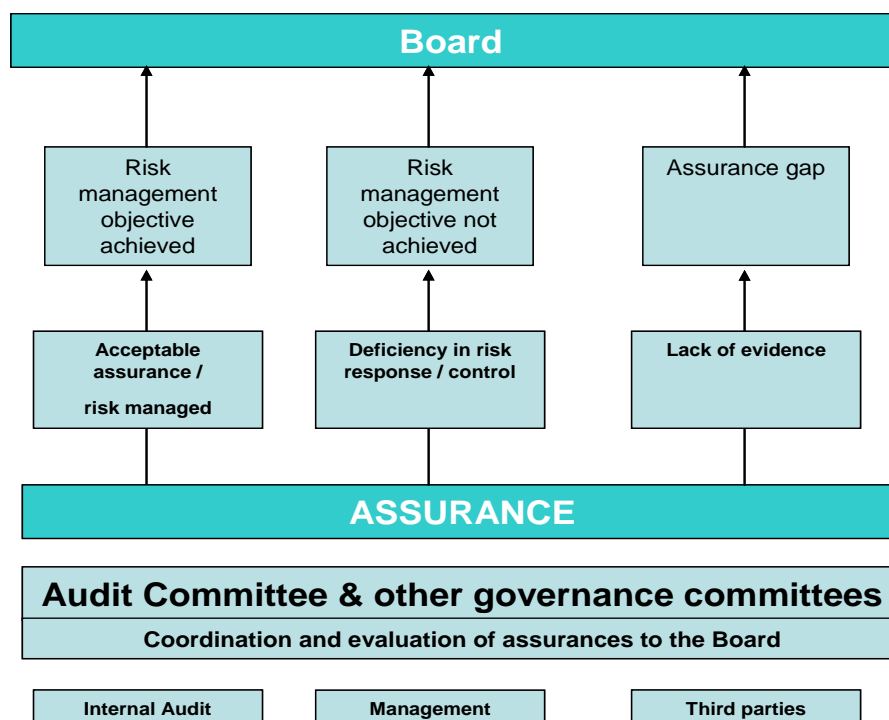 Board
Risk
management
objective
achieved
Risk
management
objective not
achieved
Assurance gap
Acceptable
assurance /
risk managed
Deficiency in risk
response / control
Lack of evidence
ASSURANCE
Audit Committee & other governance committees
Coordination and evaluation of assurances to the Board
Internal Audit
Management
Third parties